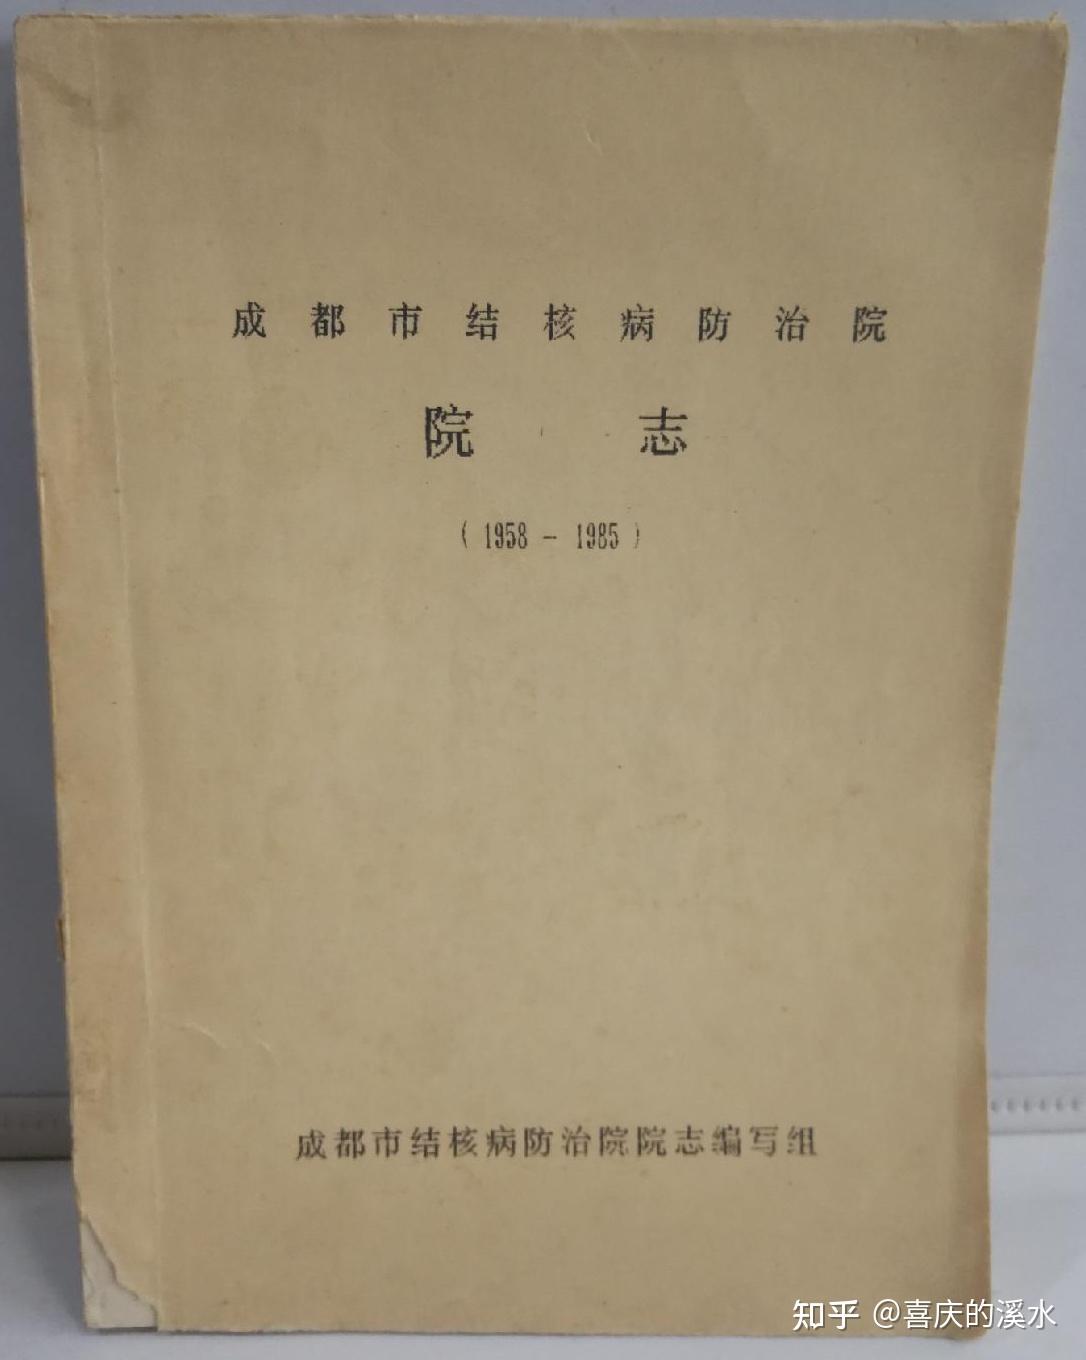 成都市结核病防治院
院志
(1958-1985)
成都市结核病防治院院志编写组
知乎 @喜庆的溪水